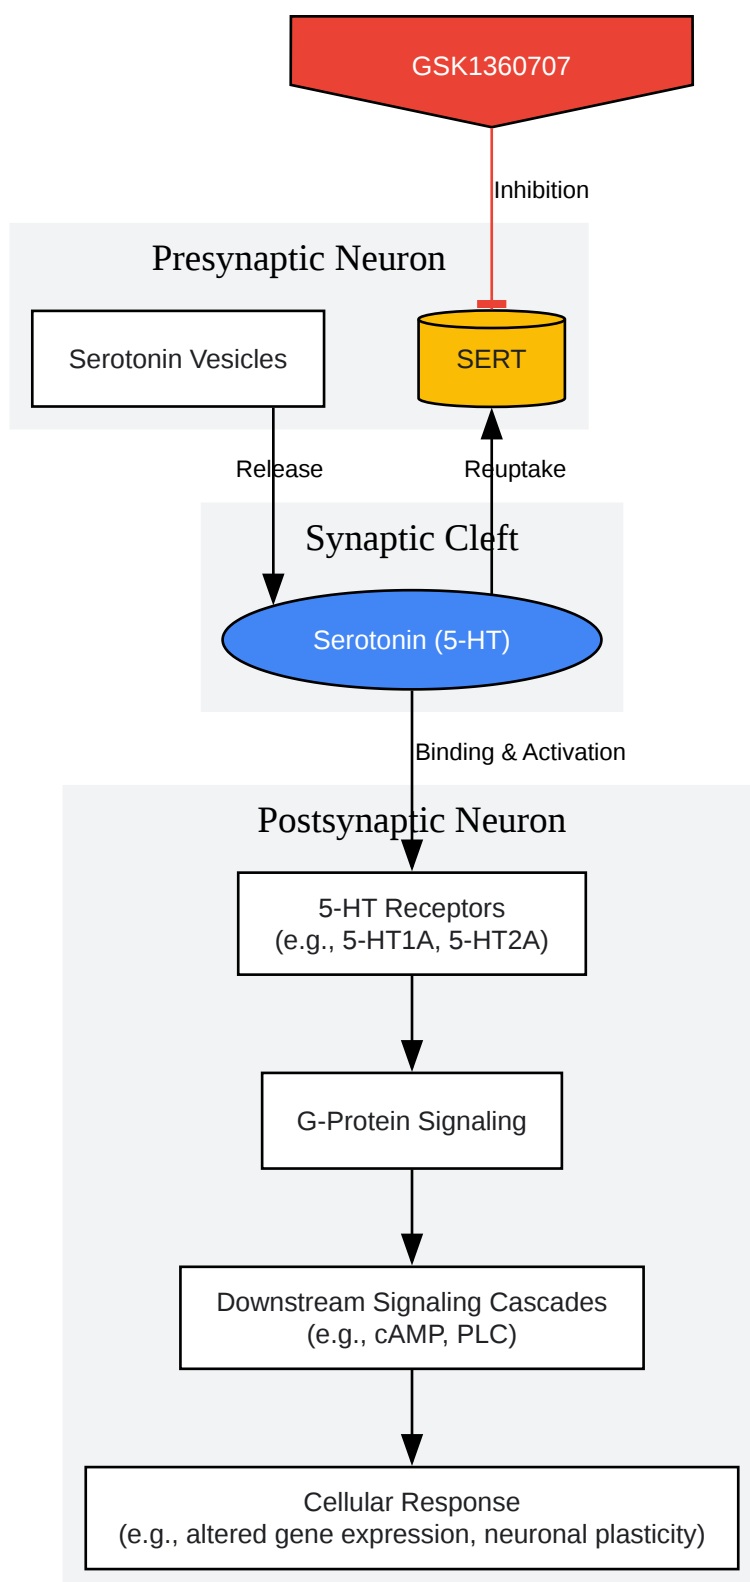 GSK1360707
Inhibition
Presynaptic Neuron
Serotonin Vesicles
SERT
Release
Reuptake
Synaptic Cleft
Serotonin (5-HT)
Binding & Activation
Postsynaptic Neuron
5-HT Receptors
(e.g., 5-HT1A, 5-HT2A)
G-Protein Signaling
Downstream Signaling Cascades
(e.g., cAMP, PLC)
Cellular Response
(e.g., altered gene expression, neuronal plasticity)